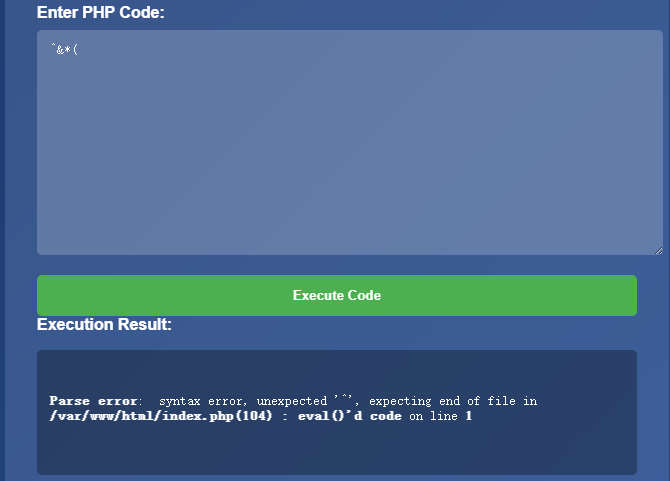 Enter PHP Code:
^&*(
Execute Code
Execution Result:
Parse error:  syntax error, unexpected '^', expecting end of file in
/var/www/html/index.php(104) : eval()'d code on line 1